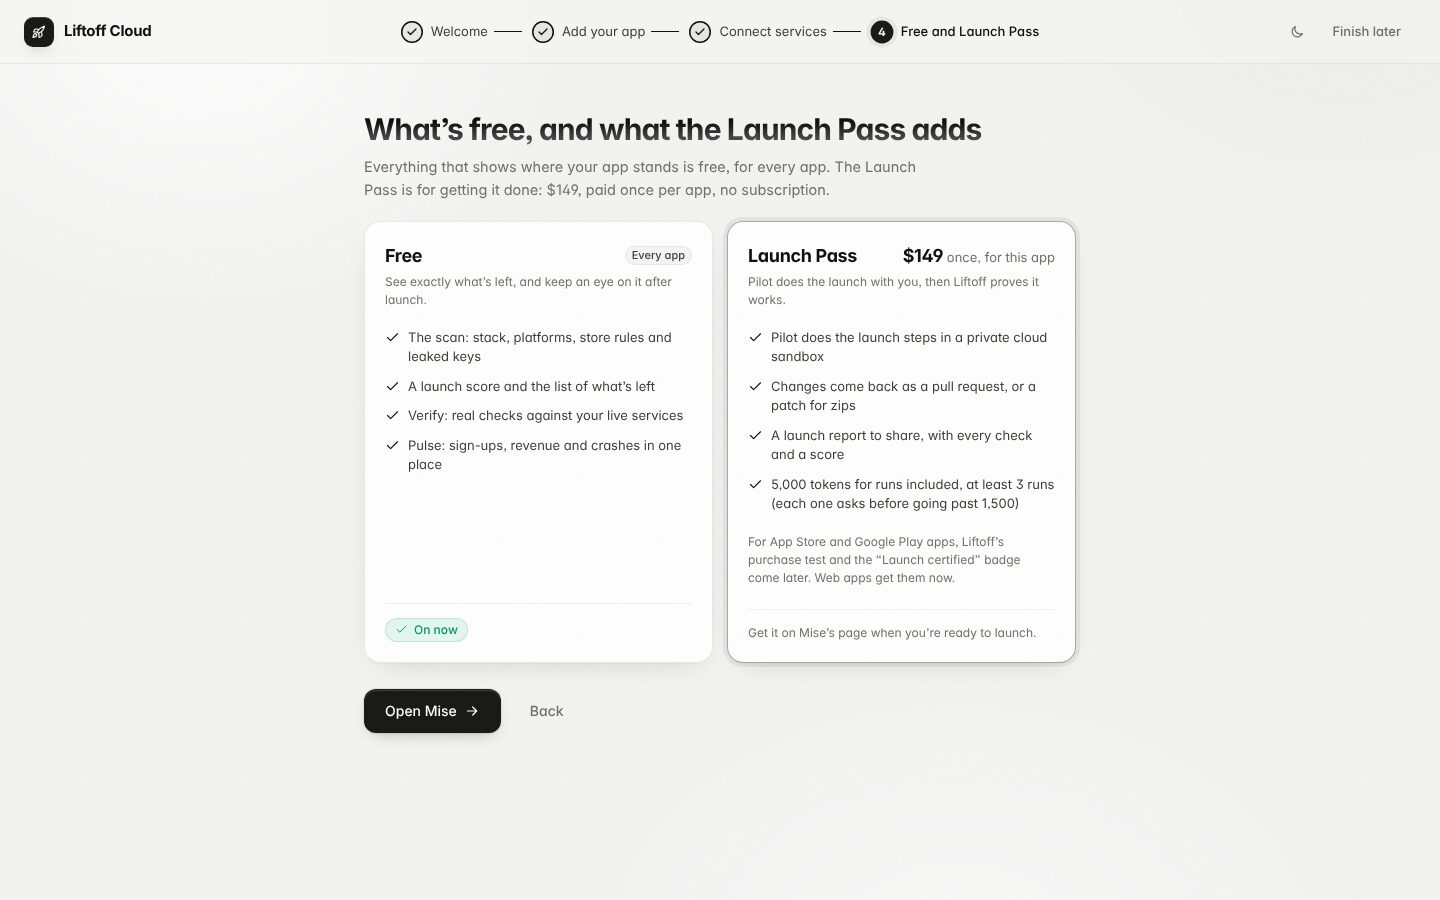 Liftoff Cloud
Welcome
Add your app
Connect services
4 Free and Launch Pass
Finish later
What’s free, and what the Launch Pass adds
Everything that shows where your app stands is free, for every app. The Launch
Pass is for getting it done: $149, paid once per app, no subscription.
Free
Every app
See exactly what’s left, and keep an eye on it after
launch.
The scan: stack, platforms, store rules and
leaked keys
A launch score and the list of what’s left
Verify: real checks against your live services
Pulse: sign-ups, revenue and crashes in one
place
On now
Launch Pass
$149 once, for this app
Pilot does the launch with you, then Liftoff proves it
works.
Pilot does the launch steps in a private cloud
sandbox
Changes come back as a pull request, or a
patch for zips
A launch report to share, with every check
and a score
5,000 tokens for runs included, at least 3 runs
(each one asks before going past 1,500)
For App Store and Google Play apps, Liftoff’s
purchase test and the “Launch certified” badge
come later. Web apps get them now.
Get it on Mise’s page when you’re ready to launch.
Open Mise
Back